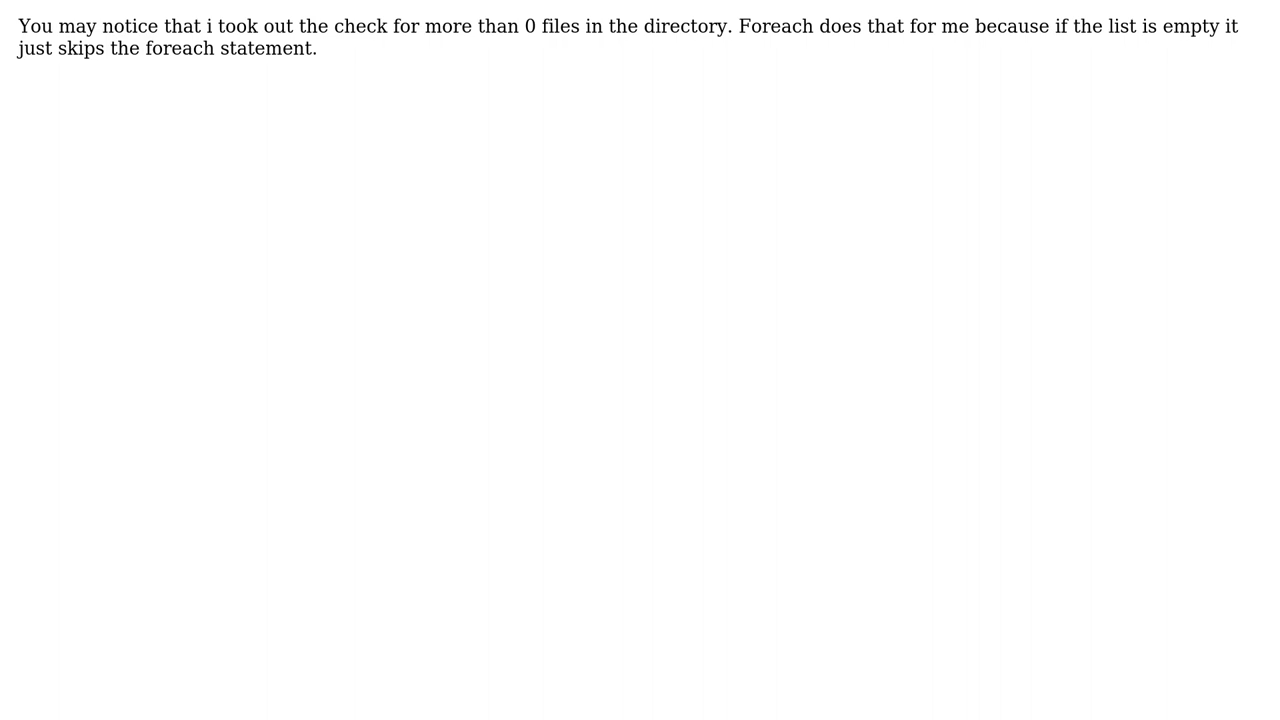 You may notice that i took out the check for more than 0 files in the directory. Foreach does that for me because if the list is empty it
just skips the foreach statement.